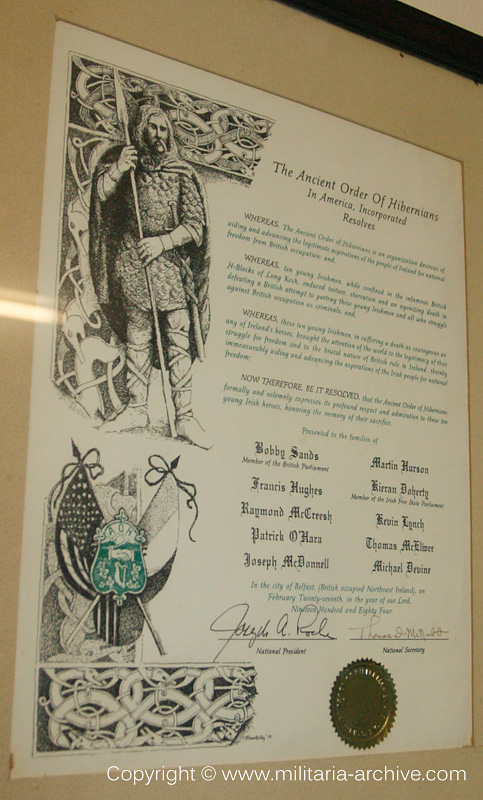 The Ancient Order Of Hibernians
In America, Incorporated
Resolves
WHEREAS, The Ancient Order of Hibernians is an organization desirous of
aiding and advancing the legitimate aspirations of the people of Ireland for national
freedom from British occupation; and,
WHEREAS, ten young Irishmen, while confined in the infamous British
H-Blocks of Long Kesh, endured torture, starvation and an agonizing death in
defeating a British attempt to portray these young Irishmen and all who struggle
against British occupation as criminals, and;
WHEREAS, these ten young Irishmen, in suffering a death as courageous as
any of Ireland's heroes, brought the attention of the world to the legitimacy of their
struggle for freedom and to the brutal nature of British rule in Ireland, thereby
immeasurably aiding and advancing the aspirations of the Irish people for national
freedom;
NOW THEREFORE, BE IT RESOLVED, that the Ancient Order of Hibernians
formally and solemnly expresses its profound respect and admiration to these ten
young Irish heroes, honoring the memory of their sacrifice.
Presented to the families of
Bobby Sands
Member of the British Parliament
Francis Hughes
Raymond McCreesh
Patrick O'Hara
Joseph McDonnell
Martin Hurson
Kieran Doherty
Member of the Irish Free State Parliament
Kevin Lynch
Thomas McElwee
Michael Devine
In the city of Belfast, (British occupied Northeast Ireland), on
February Twenty-seventh, in the year of our Lord,
Nineteen Hundred and Eighty Four
Joseph A. Roche
National President
National Secretary
Copyright © www.militaria-archive.com